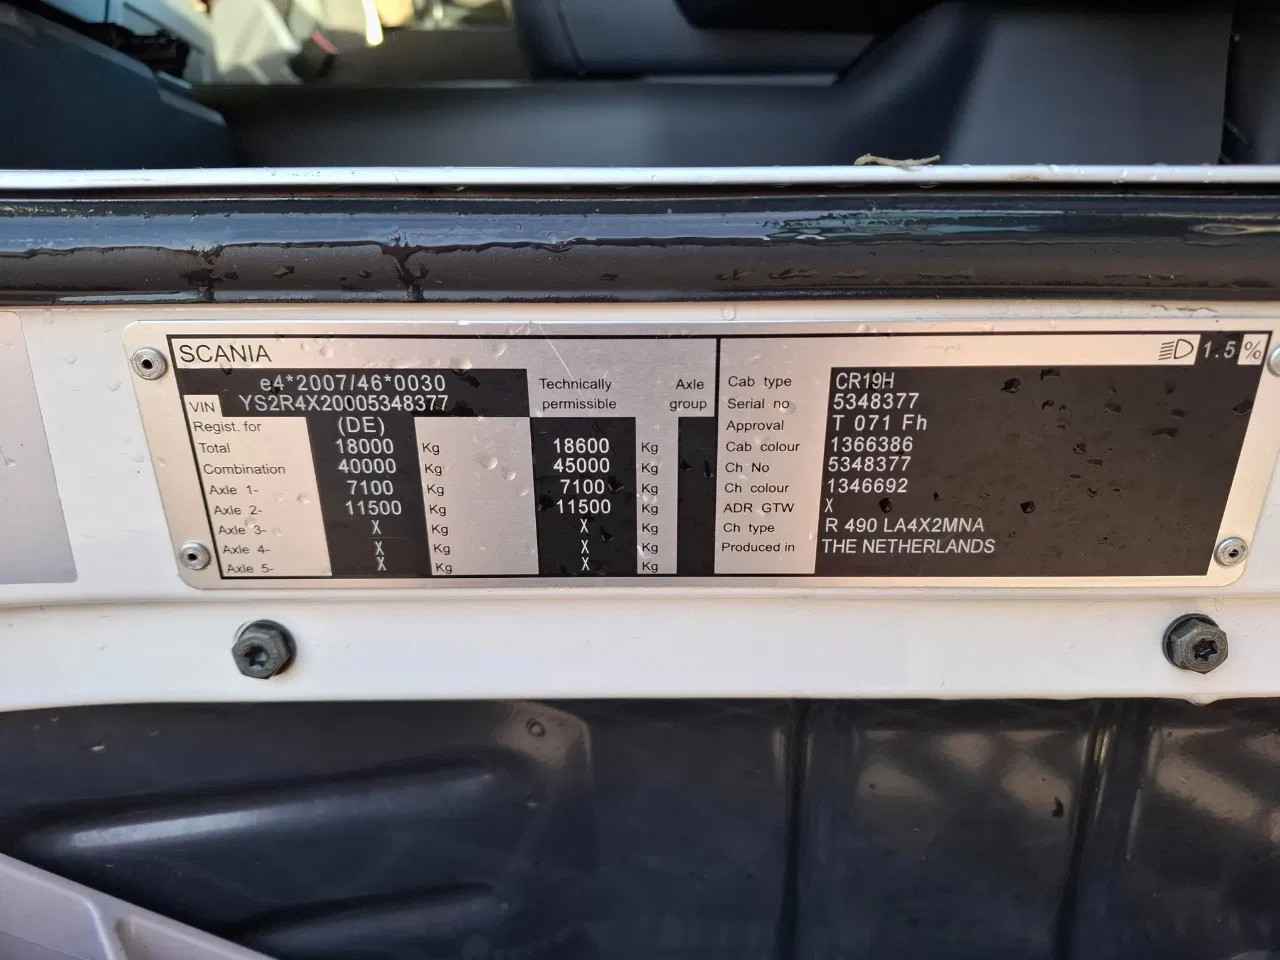 SCANIA
1.5 %
e4*2007/46*0030
VIN YS2R4X20005348377
Technically permissible
Axle group
Regist. for (DE)
Total 18000 Kg 18600 Kg
Combination 40000 Kg 45000 Kg
Axle 1- 7100 Kg 7100 Kg
Axle 2- 11500 Kg 11500 Kg
Axle 3- X Kg X Kg
Axle 4- X Kg X Kg
Axle 5- X Kg X Kg
Cab type CR19H
Serial no 5348377
Approval T 071 Fh
Cab colour 1366386
Ch No 5348377
Ch colour 1346692
ADR GTW X
Ch type R 490 LA4X2MNA
Produced in THE NETHERLANDS